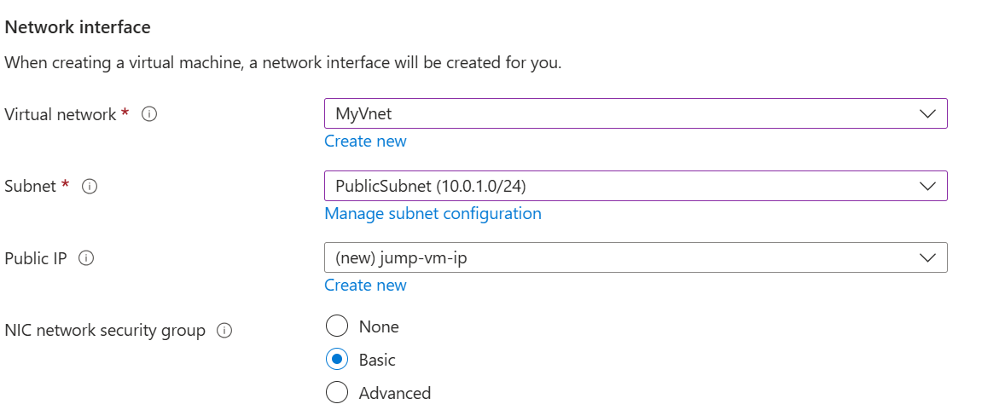 Network interface
When creating a virtual machine, a network interface will be created for you.
Virtual network * MyVnet
Create new
Subnet * PublicSubnet (10.0.1.0/24)
Manage subnet configuration
Public IP (new) jump-vm-ip
Create new
NIC network security group None
Basic
Advanced